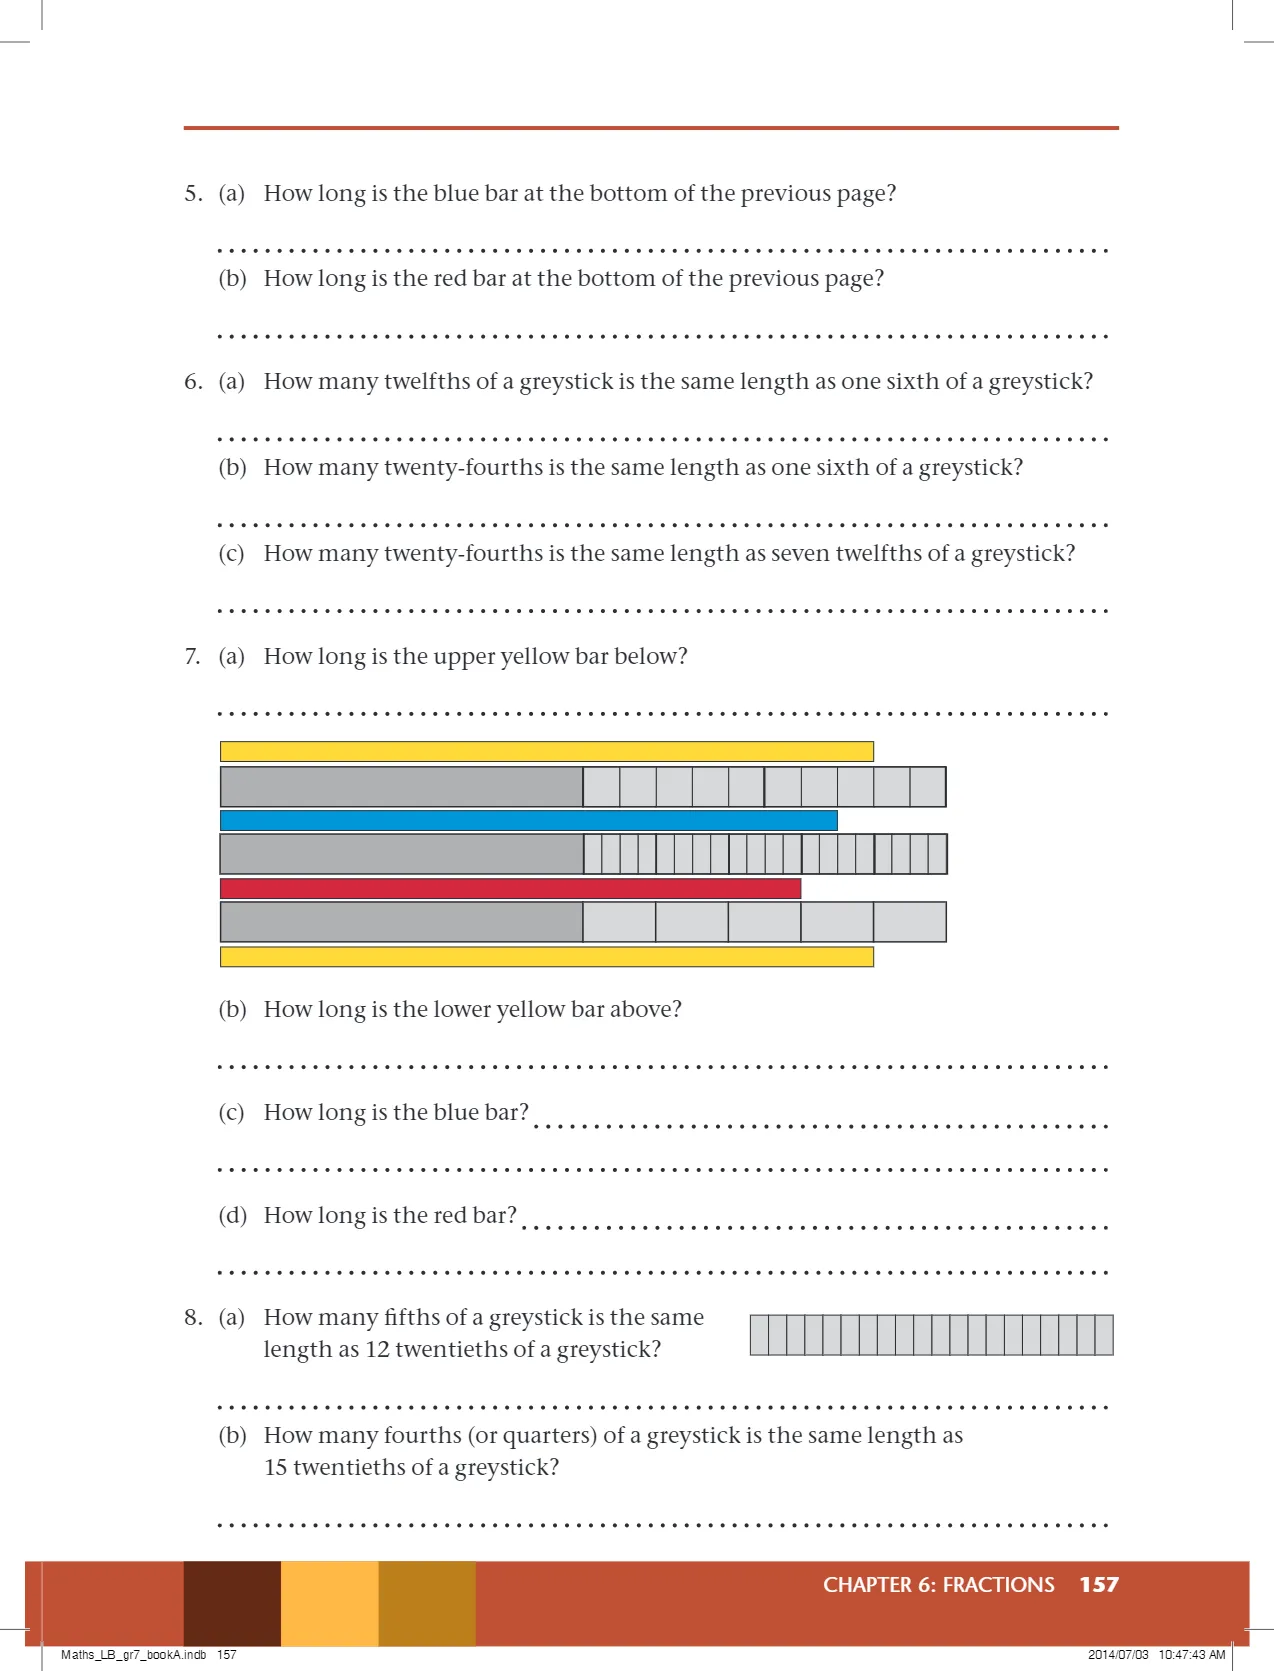 5. (a) How long is the blue bar at the bottom of the previous page?
(b) How long is the red bar at the bottom of the previous page?
6. (a) How many twelfths of a greystick is the same length as one sixth of a greystick?
(b) How many twenty-fourths is the same length as one sixth of a greystick?
(c) How many twenty-fourths is the same length as seven twelfths of a greystick?
7. (a) How long is the upper yellow bar below?
(b) How long is the lower yellow bar above?
(c) How long is the blue bar?
(d) How long is the red bar?
8. (a) How many fifths of a greystick is the same
length as 12 twentieths of a greystick?
(b) How many fourths (or quarters) of a greystick is the same length as
15 twentieths of a greystick?
CHAPTER 6: FRACTIONS 157
Maths_LB_gr7_bookA.indb 157 2014/07/03 10:47:43 AM